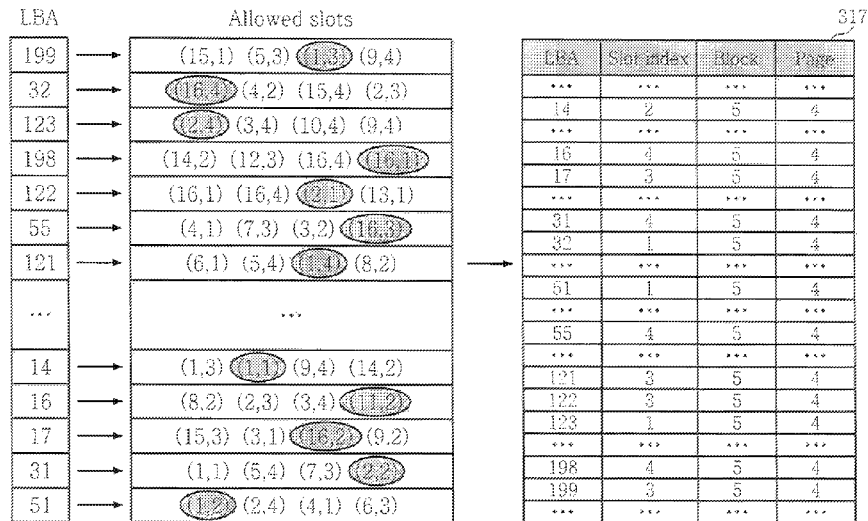 LBA Allowed slots
199 (15,1) (5,3) (1,3) (9,4)
32 (16,4) (4,2) (15,4) (2,3)
123 (2,4) (3,4) (10,4) (9,4)
198 (14,2) (12,3) (16,4) (16,1)
122 (16,1) (16,4) (2,1) (13,1)
55 (4,1) (7,3) (3,2) (16,3)
121 (6,1) (5,4) (1,4) (8,2)
... ...
14 (1,3) (1,1) (9,4) (14,2)
16 (8,2) (2,3) (3,4) (11,2)
17 (15,3) (3,1) (16,2) (9,2)
31 (1,1) (5,4) (7,3) (2,2)
51 (1,2) (2,4) (4,1) (6,3)
317
LBA Slot index Block Page
... ... ... ...
14 2 5 4
... ... ... ...
16 4 5 4
17 3 5 4
... ... ... ...
31 4 5 4
32 1 5 4
... ... ... ...
51 1 5 4
... ... ... ...
55 4 5 4
... ... ... ...
121 3 5 4
122 3 5 4
123 1 5 4
... ... ... ...
198 4 5 4
199 3 5 4
... ... ... ...